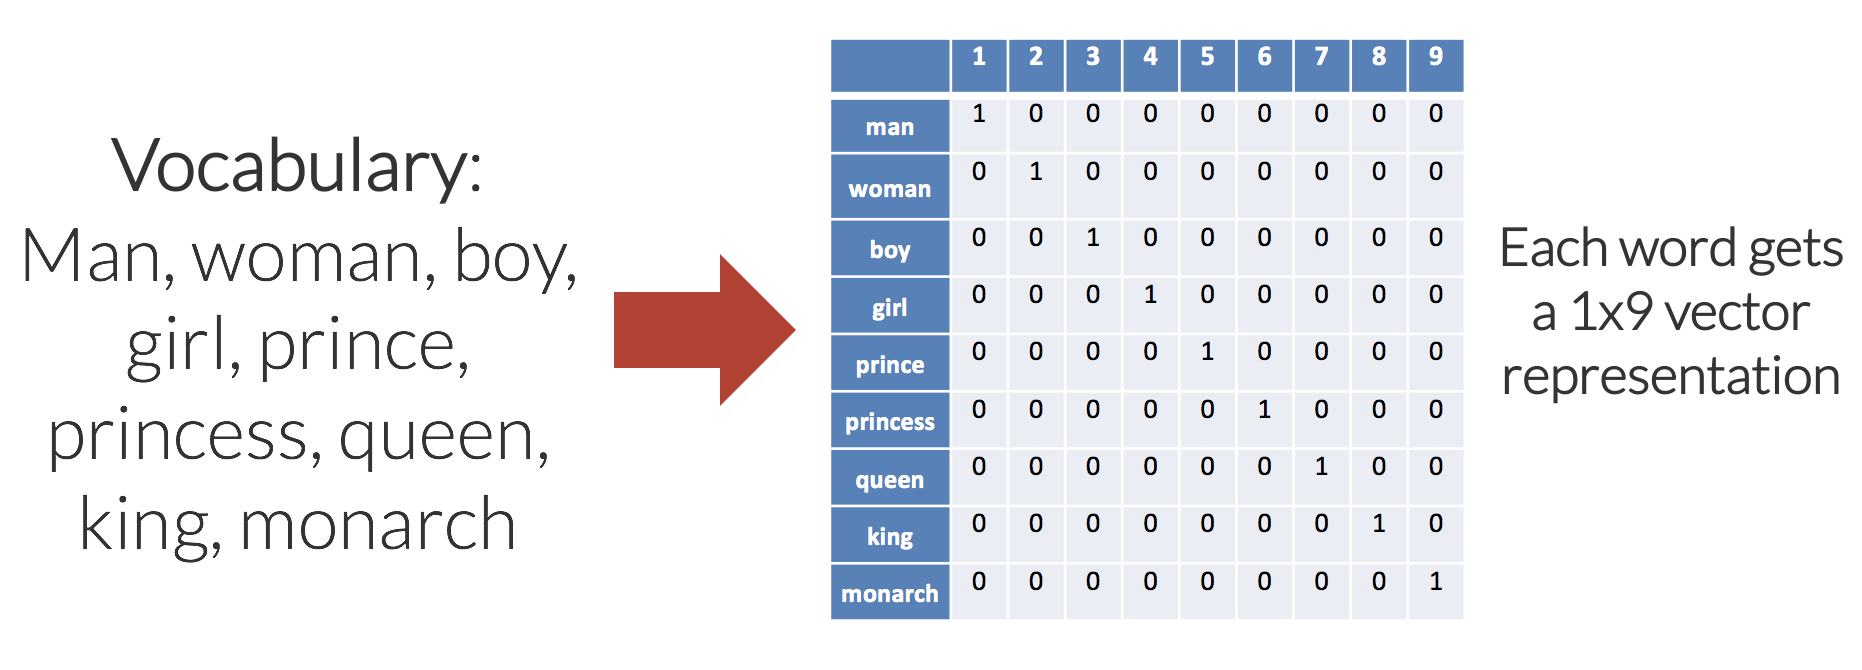 Vocabulary:
Man, woman, boy,
girl, prince,
princess, queen,
king, monarch
1 2 3 4 5 6 7 8 9
man 1 0 0 0 0 0 0 0 0
woman 0 1 0 0 0 0 0 0 0
boy 0 0 1 0 0 0 0 0 0
girl 0 0 0 1 0 0 0 0 0
prince 0 0 0 0 1 0 0 0 0
princess 0 0 0 0 0 1 0 0 0
queen 0 0 0 0 0 0 1 0 0
king 0 0 0 0 0 0 0 1 0
monarch 0 0 0 0 0 0 0 0 1
Each word gets
a 1x9 vector
representation